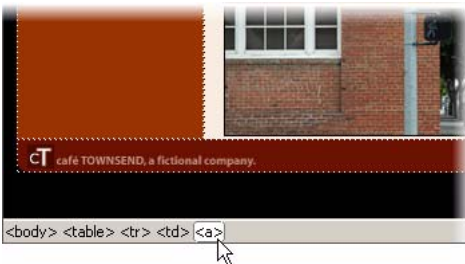 cT café TOWNSEND, a fictional company.
<body> <table> <tr> <td> <a>